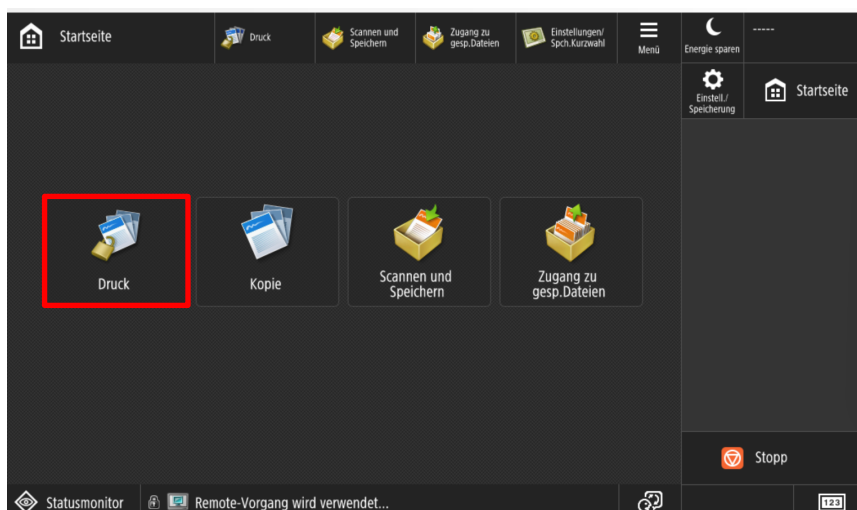 Startseite
Druck
Scannen und
Speichern
Zugang zu
gesp.Dateien
Einstellungen/
Spch.Kurzwahl
Menü
Energie sparen
-----
Einstell./
Speicherung
Startseite
Druck
Kopie
Scannen und
Speichern
Zugang zu
gesp.Dateien
Stopp
Statusmonitor
Remote-Vorgang wird verwendet...
123